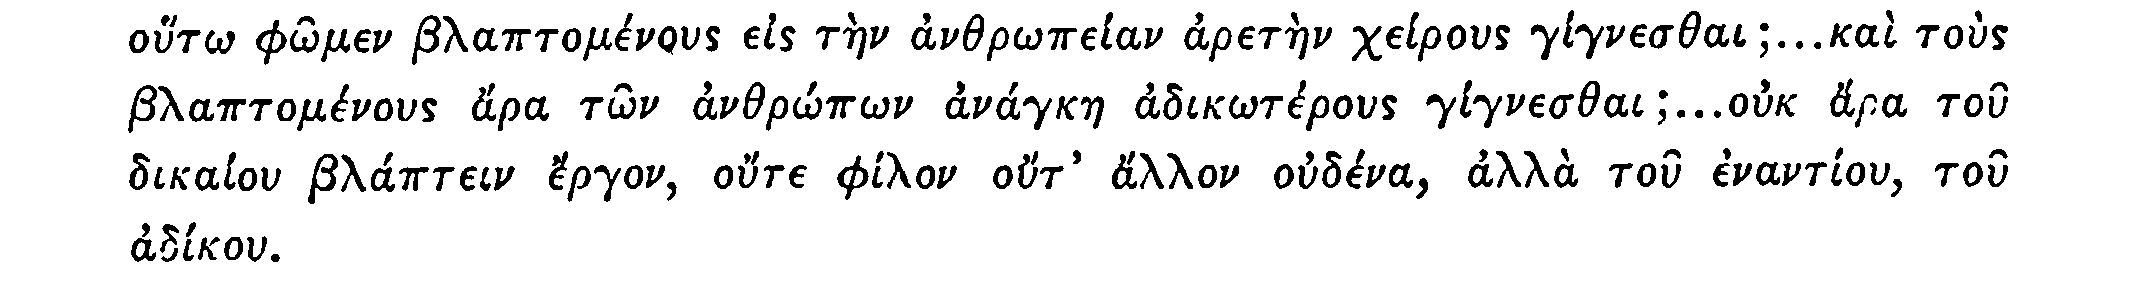 οὕτω φῶμεν βλαπτομένους εἰς τὴν ἀνθρωπείαν ἀρετὴν χείρους γίγνεσθαι;...καὶ τοὺς
βλαπτομένους ἄρα τῶν ἀνθρώπων ἀνάγκη ἀδικωτέρους γίγνεσθαι;...οὐκ ἄρα τοῦ
δικαίου βλάπτειν ἔργον, οὔτε φίλον οὔτ’ ἄλλον οὐδένα, ἀλλὰ τοῦ ἐναντίου, τοῦ
ἀδίκου.